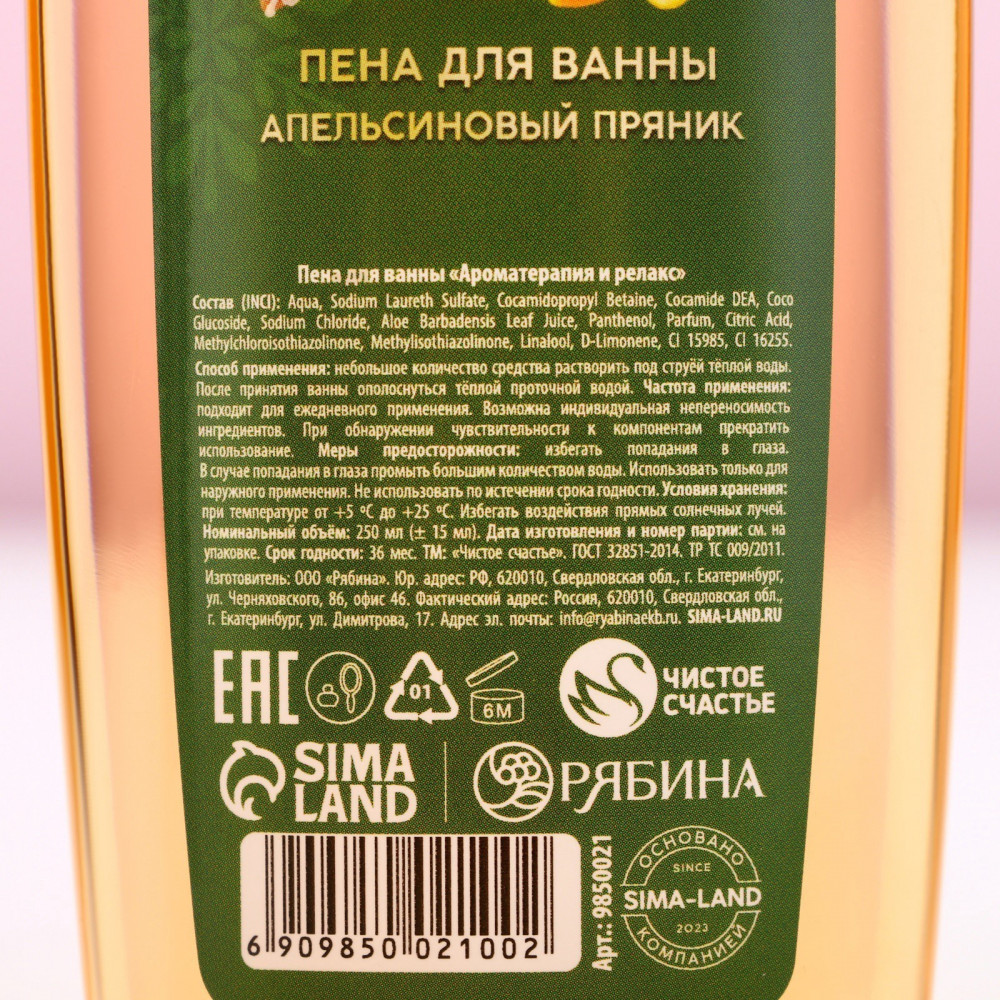 ПЕНА ДЛЯ ВАННЫ
АПЕЛЬСИНОВЫЙ ПРЯНИК
Пена для ванны «Ароматерапия и релакс»
Состав (INCI): Aqua, Sodium Laureth Sulfate, Cocamidopropyl Betaine, Cocamide DEA, Coco
Glucoside, Sodium Chloride, Aloe Barbadensis Leaf Juice, Panthenol, Parfum, Citric Acid,
Methylchloroisothiazolinone, Methylisothiazolinone, Linalool, D-Limonene, CI 15985, CI 16255.
Способ применения: небольшое количество средства растворить под струёй тёплой воды.
После принятия ванны ополоснуться тёплой проточной водой. Частота применения:
подходит для ежедневного применения. Возможна индивидуальная непереносимость
ингредиентов. При обнаружении чувствительности к компонентам прекратить
использование. Меры предосторожности: избегать попадания в глаза.
В случае попадания в глаза промыть большим количеством воды. Использовать только для
наружного применения. Не использовать по истечении срока годности. Условия хранения:
при температуре от +5 ºС до +25 ºС. Избегать воздействия прямых солнечных лучей.
Номинальный объём: 250 мл (± 15 мл). Дата изготовления и номер партии: см. на
упаковке. Срок годности: 36 мес. ТМ: «Чистое счастье». ГОСТ 32851-2014. ТР ТС 009/2011.
Изготовитель: ООО «Рябина». Юр. адрес: РФ, 620010, Свердловская обл., г. Екатеринбург,
ул. Черняховского, 86, офис 46. Фактический адрес: Россия, 620010, Свердловская обл.,
г. Екатеринбург, ул. Димитрова, 17. Адрес эл. почты: info@ryabinaekb.ru. SIMA-LAND.RU
ЕАС
01
6М
ЧИСТОЕ
СЧАСТЬЕ
SIMA
LAND
РЯБИНА
6 909850 021002
Арт.: 9850021
ОСНОВАНО
SINCE
SIMA-LAND
2023
КОМПАНИЕЙ